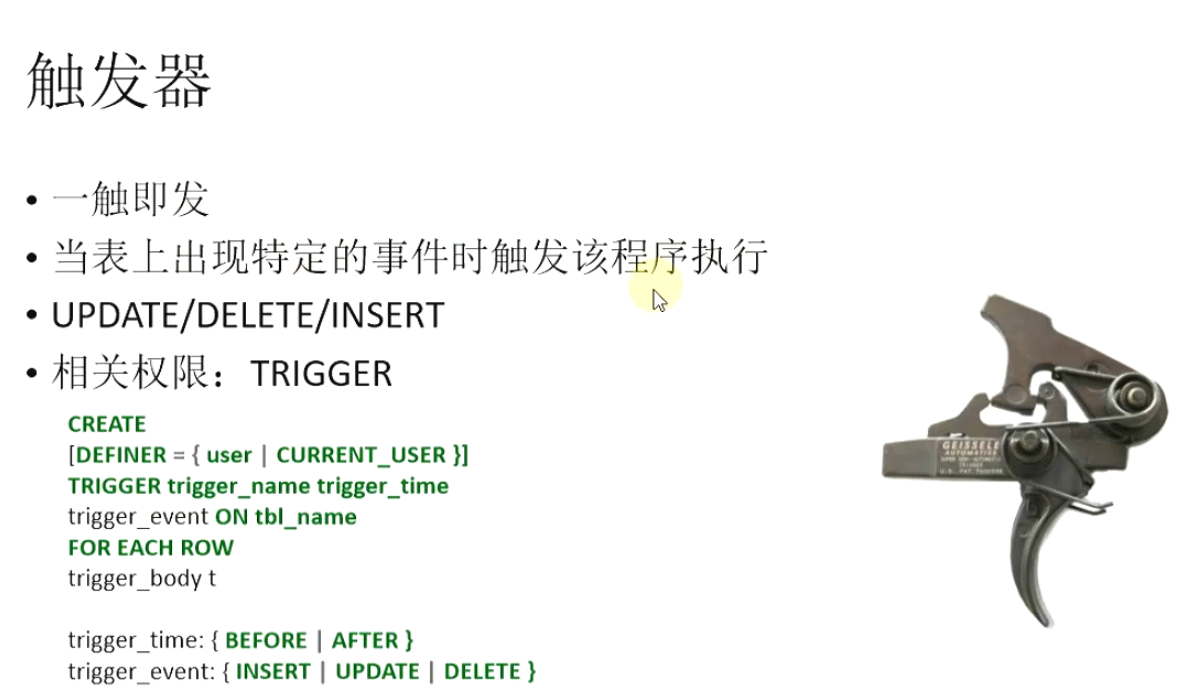 触发器
• 一触即发
• 当表上出现特定的事件时触发该程序执行
• UPDATE/DELETE/INSERT
• 相关权限：TRIGGER
CREATE
[DEFINER = { user | CURRENT_USER }]
TRIGGER trigger_name trigger_time
trigger_event ON tbl_name
FOR EACH ROW
trigger_body t
trigger_time: { BEFORE | AFTER }
trigger_event: { INSERT | UPDATE | DELETE }
GEISSELE
AUTOMATICS
TRIGGER